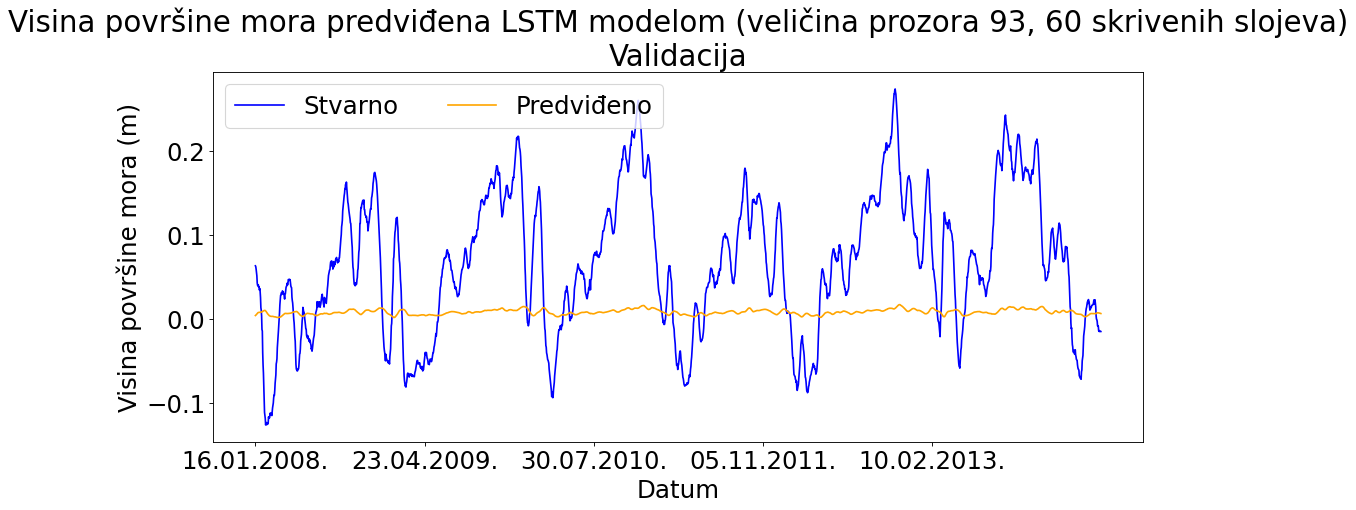 Visina površine mora predviđena LSTM modelom (veličina prozora 93, 60 skrivenih slojeva)
Validacija
Stvarno Predviđeno
Visina površine mora (m)
0.2
0.1
0.0
−0.1
16.01.2008. 23.04.2009. 30.07.2010. 05.11.2011. 10.02.2013.
Datum